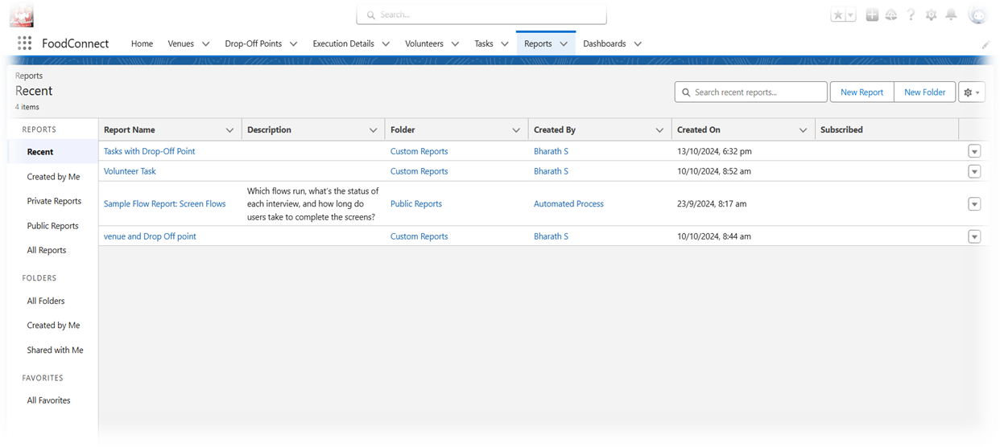 Search...
FoodConnect Home Venues Drop-Off Points Execution Details Volunteers Tasks Reports Dashboards
Reports
Recent
4 items
Search recent reports...
New Report New Folder
REPORTS
Recent
Created by Me
Private Reports
Public Reports
All Reports
FOLDERS
All Folders
Created by Me
Shared with Me
FAVORITES
All Favorites
Report Name Description Folder Created By Created On Subscribed
Tasks with Drop-Off Point Custom Reports Bharath S 13/10/2024, 6:32 pm
Volunteer Task Custom Reports Bharath S 10/10/2024, 8:52 am
Which flows run, what's the status of
Sample Flow Report: Screen Flows each interview, and how long do Public Reports Automated Process 23/9/2024, 8:17 am
users take to complete the screens?
venue and Drop Off point Custom Reports Bharath S 10/10/2024, 8:44 am